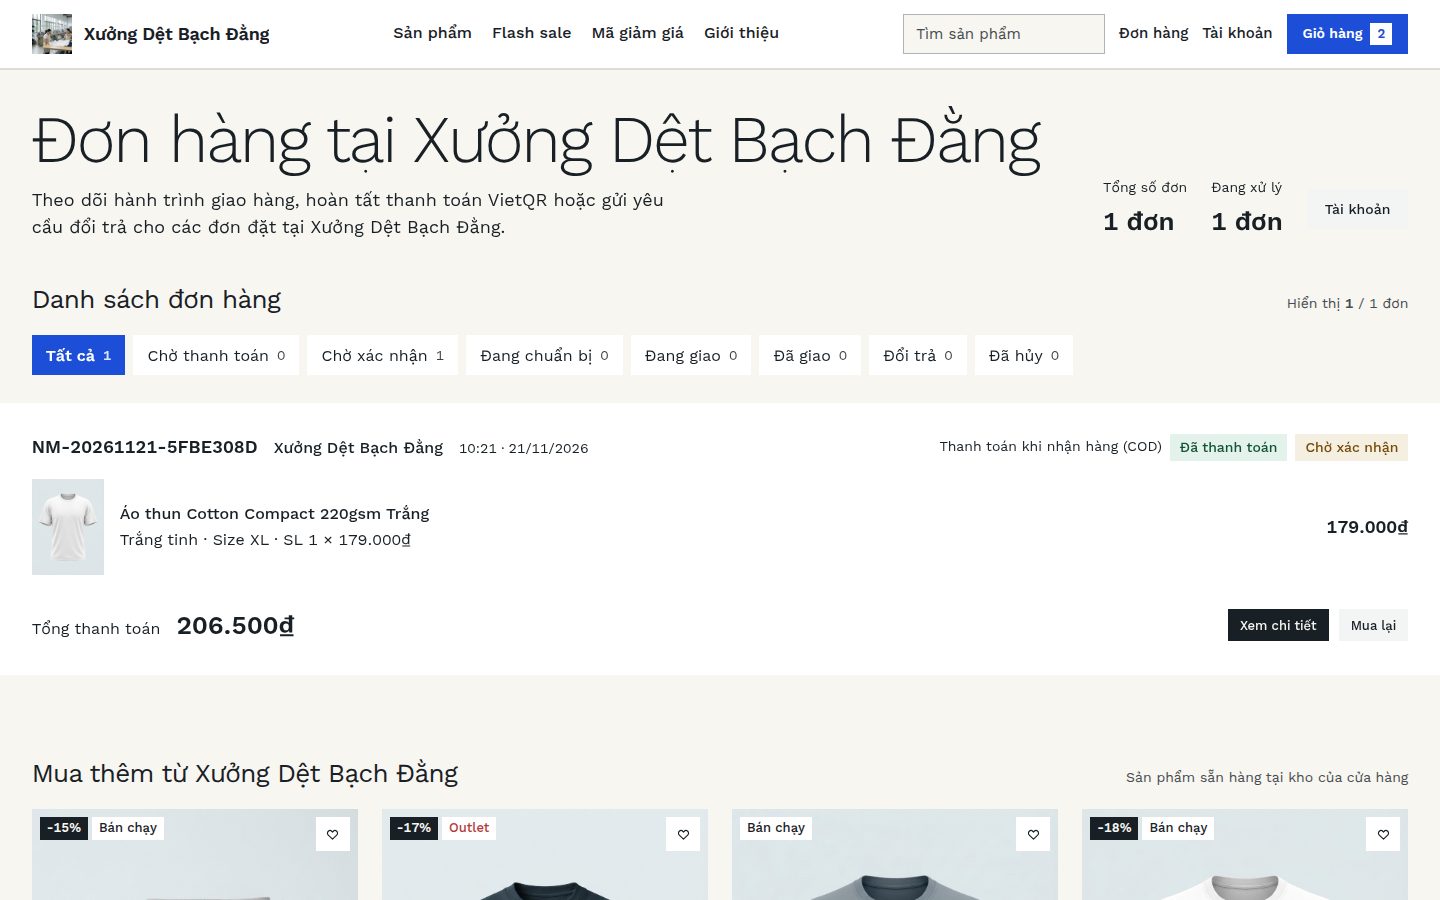 Xưởng Dệt Bạch Đằng
Sản phẩm Flash sale Mã giảm giá Giới thiệu
Tìm sản phẩm
Đơn hàng Tài khoản
Giỏ hàng 2
Đơn hàng tại Xưởng Dệt Bạch Đằng
Theo dõi hành trình giao hàng, hoàn tất thanh toán VietQR hoặc gửi yêu
cầu đổi trả cho các đơn đặt tại Xưởng Dệt Bạch Đằng.
Tổng số đơn
1 đơn
Đang xử lý
1 đơn
Tài khoản
Danh sách đơn hàng
Hiển thị 1 / 1 đơn
Tất cả 1
Chờ thanh toán 0
Chờ xác nhận 1
Đang chuẩn bị 0
Đang giao 0
Đã giao 0
Đổi trả 0
Đã hủy 0
NM-20261121-5FBE308D Xưởng Dệt Bạch Đằng 10:21 · 21/11/2026
Thanh toán khi nhận hàng (COD) Đã thanh toán Chờ xác nhận
Áo thun Cotton Compact 220gsm Trắng
Trắng tinh · Size XL · SL 1 × 179.000₫
179.000₫
Tổng thanh toán 206.500₫
Xem chi tiết
Mua lại
Mua thêm từ Xưởng Dệt Bạch Đằng
Sản phẩm sẵn hàng tại kho của cửa hàng
-15% Bán chạy
-17% Outlet
Bán chạy
-18% Bán chạy